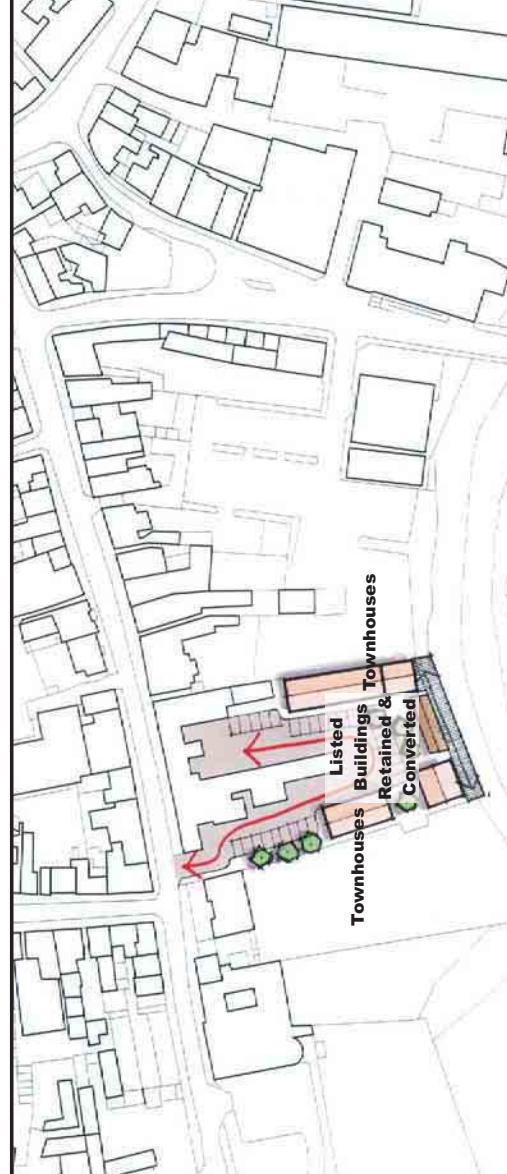 Townhouses
Listed
Buildings
Retained &
Converted
Townhouses